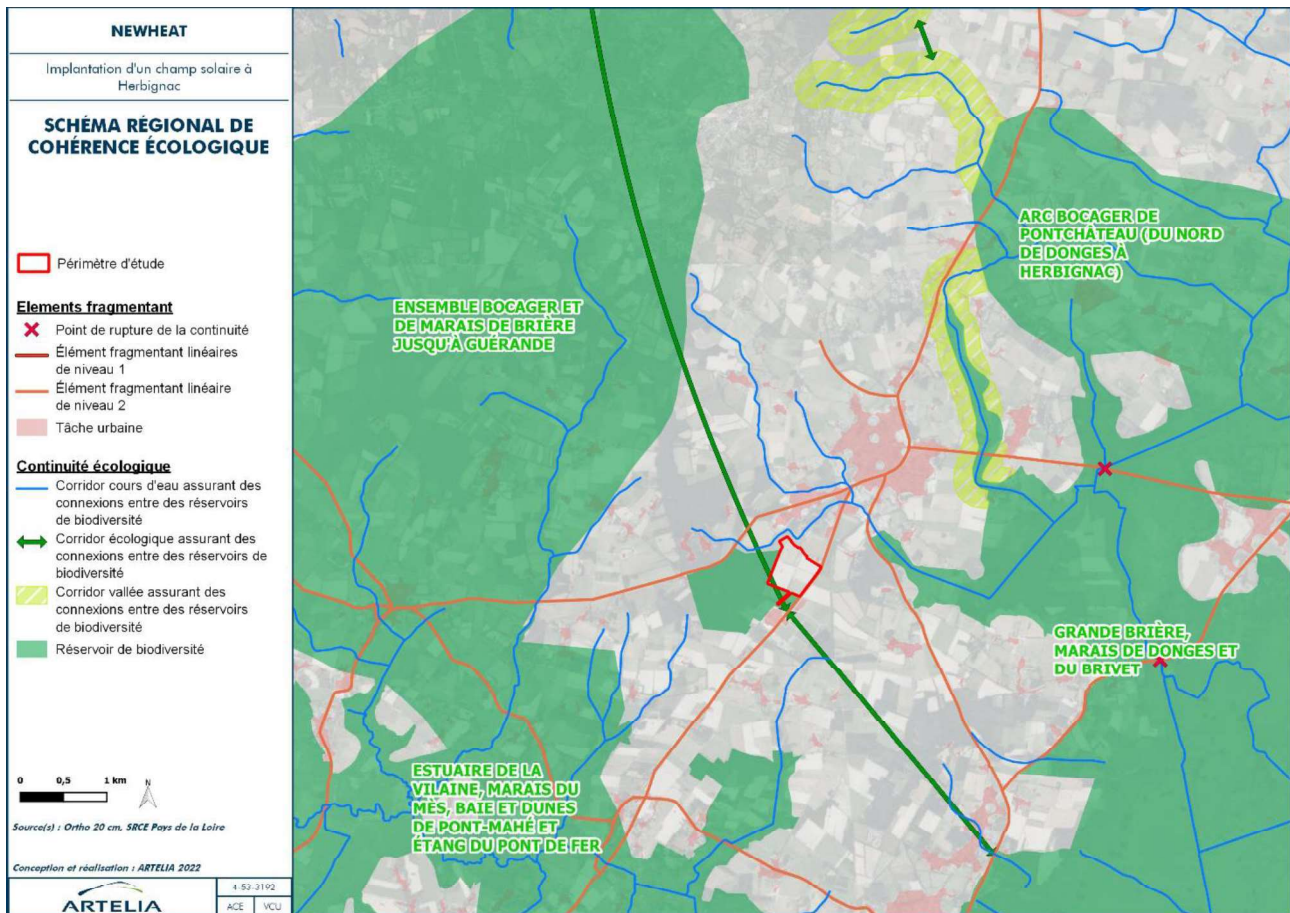 NEWHEAT
Implantation d'un champ solaire à
Herbignac
SCHÉMA RÉGIONAL DE
COHÉRENCE ÉCOLOGIQUE
Périmètre d'étude
Elements fragmentant
Point de rupture de la continuité
Élément fragmentant linéaires
de niveau 1
Élément fragmentant linéaire
de niveau 2
Tâche urbaine
Continuité écologique
Corridor cours d'eau assurant des
connexions entre des réservoirs
de biodiversité
Corridor écologique assurant des
connexions entre des réservoirs de
biodiversité
Corridor vallée assurant des
connexions entre des réservoirs
de biodiversité
Réservoir de biodiversité
0 0,5 1 km N
Source(s) : Ortho 20 cm, SRCE Pays de la Loire
Conception et réalisation : ARTELIA 2022
ARTELIA
4-53-3192
ACE VCU
ARC BOCAGER DE
PONTCHÂTEAU (DU NORD
DE DONGES À
HERBIGNAC)
ENSEMBLE BOCAGER ET
DE MARAIS DE BRIÈRE
JUSQU'À GUÉRANDE
GRANDE BRIÈRE,
MARAIS DE DONGES ET
DU BRIVET
ESTUAIRE DE LA
VILAINE, MARAIS DU
MÈS, BAIE ET DUNES
DE PONT-MAHÉ ET
ÉTANG DU PONT DE FER